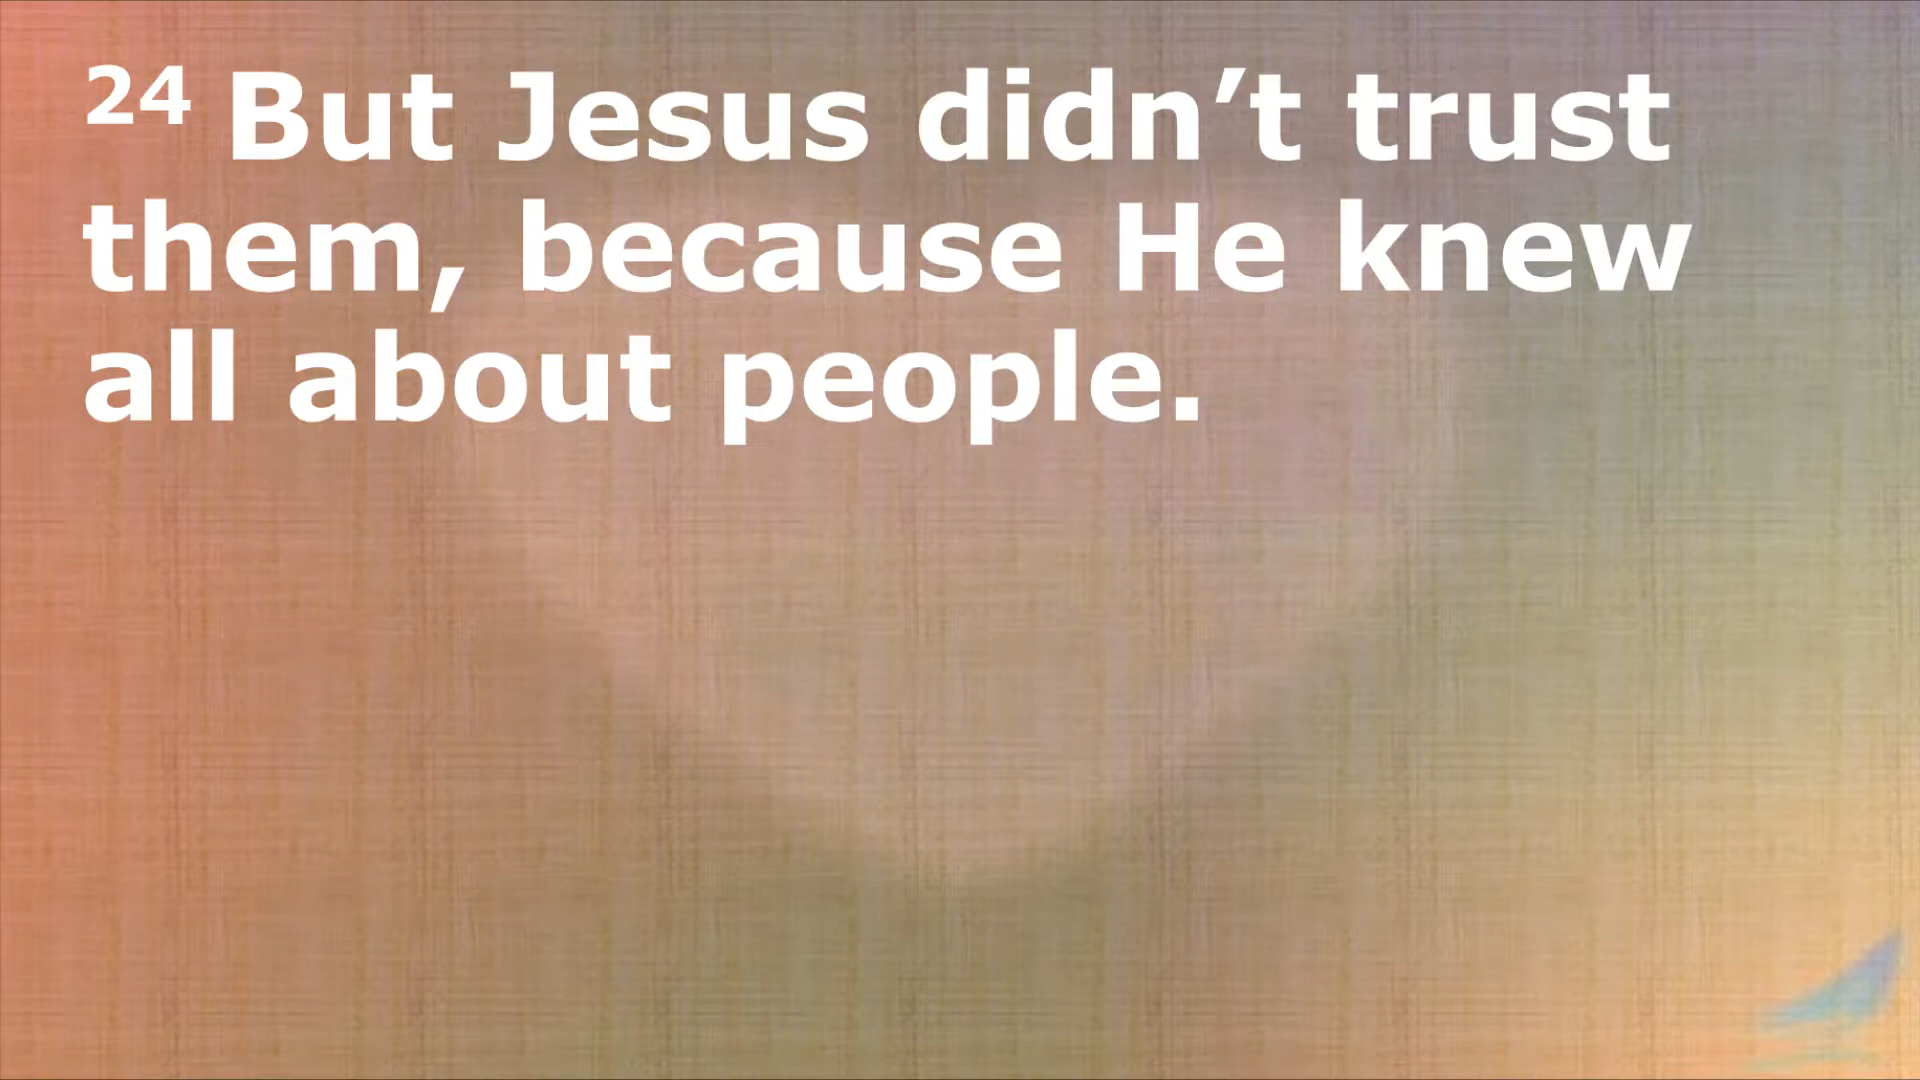 24 But Jesus didn’t trust
them, because He knew
all about people.